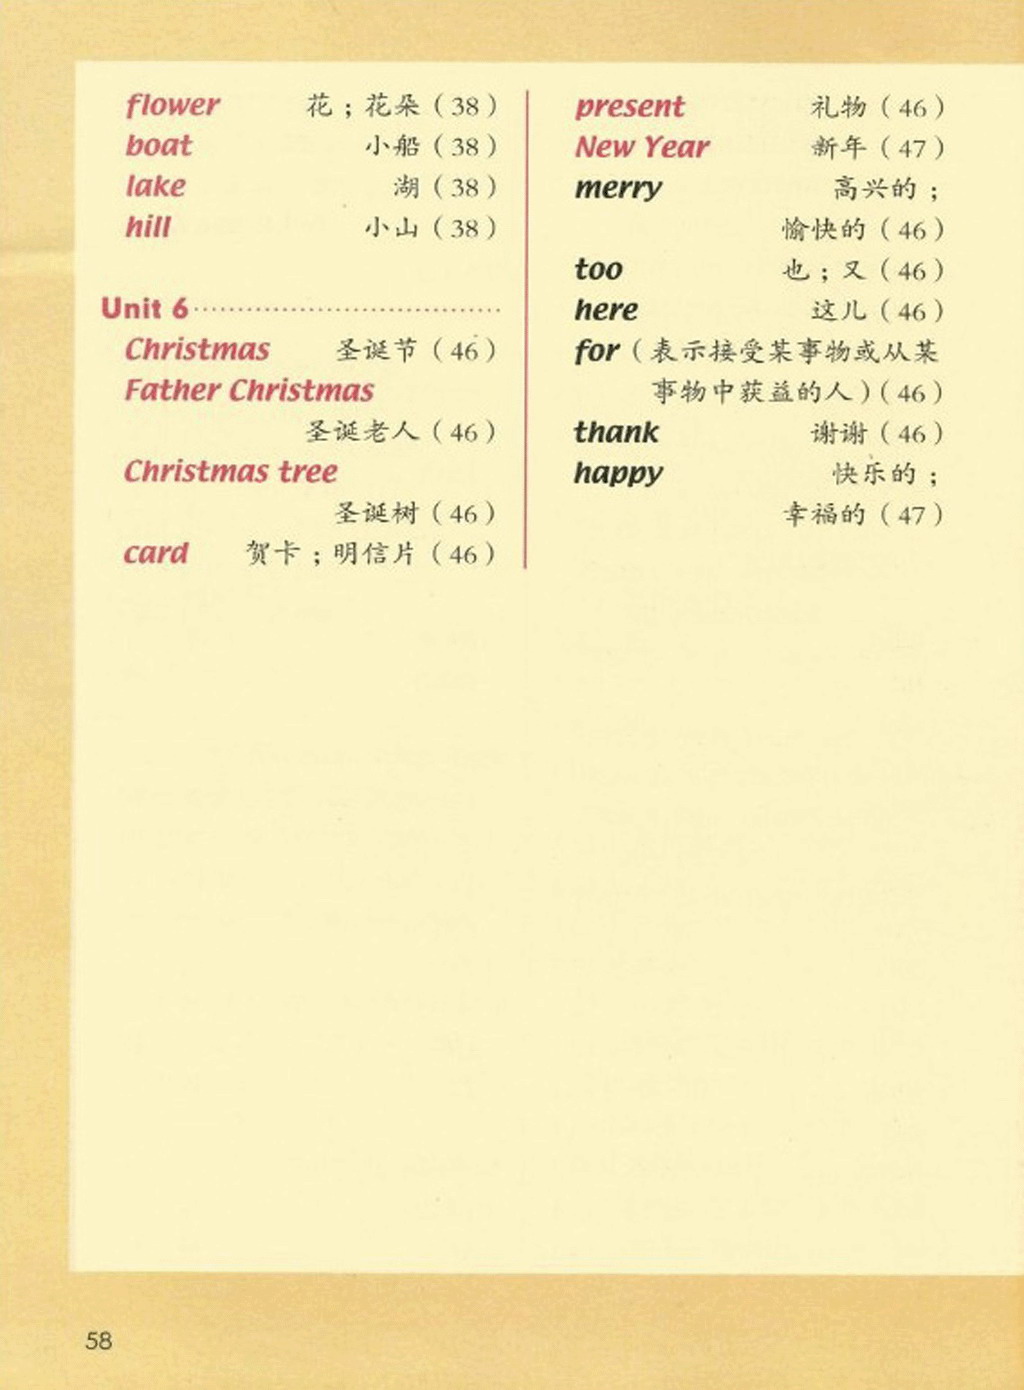 flower 花；花朵（38）
boat 小船（38）
lake 湖（38）
hill 小山（38）
Unit 6
Christmas 圣诞节（46）
Father Christmas
圣诞老人（46）
Christmas tree
圣诞树（46）
card 贺卡；明信片（46）
present 礼物（46）
New Year 新年（47）
merry 高兴的；
愉快的（46）
too 也；又（46）
here 这儿（46）
for（表示接受某事物或从某
事物中获益的人）（46）
thank 谢谢（46）
happy 快乐的；
幸福的（47）
58